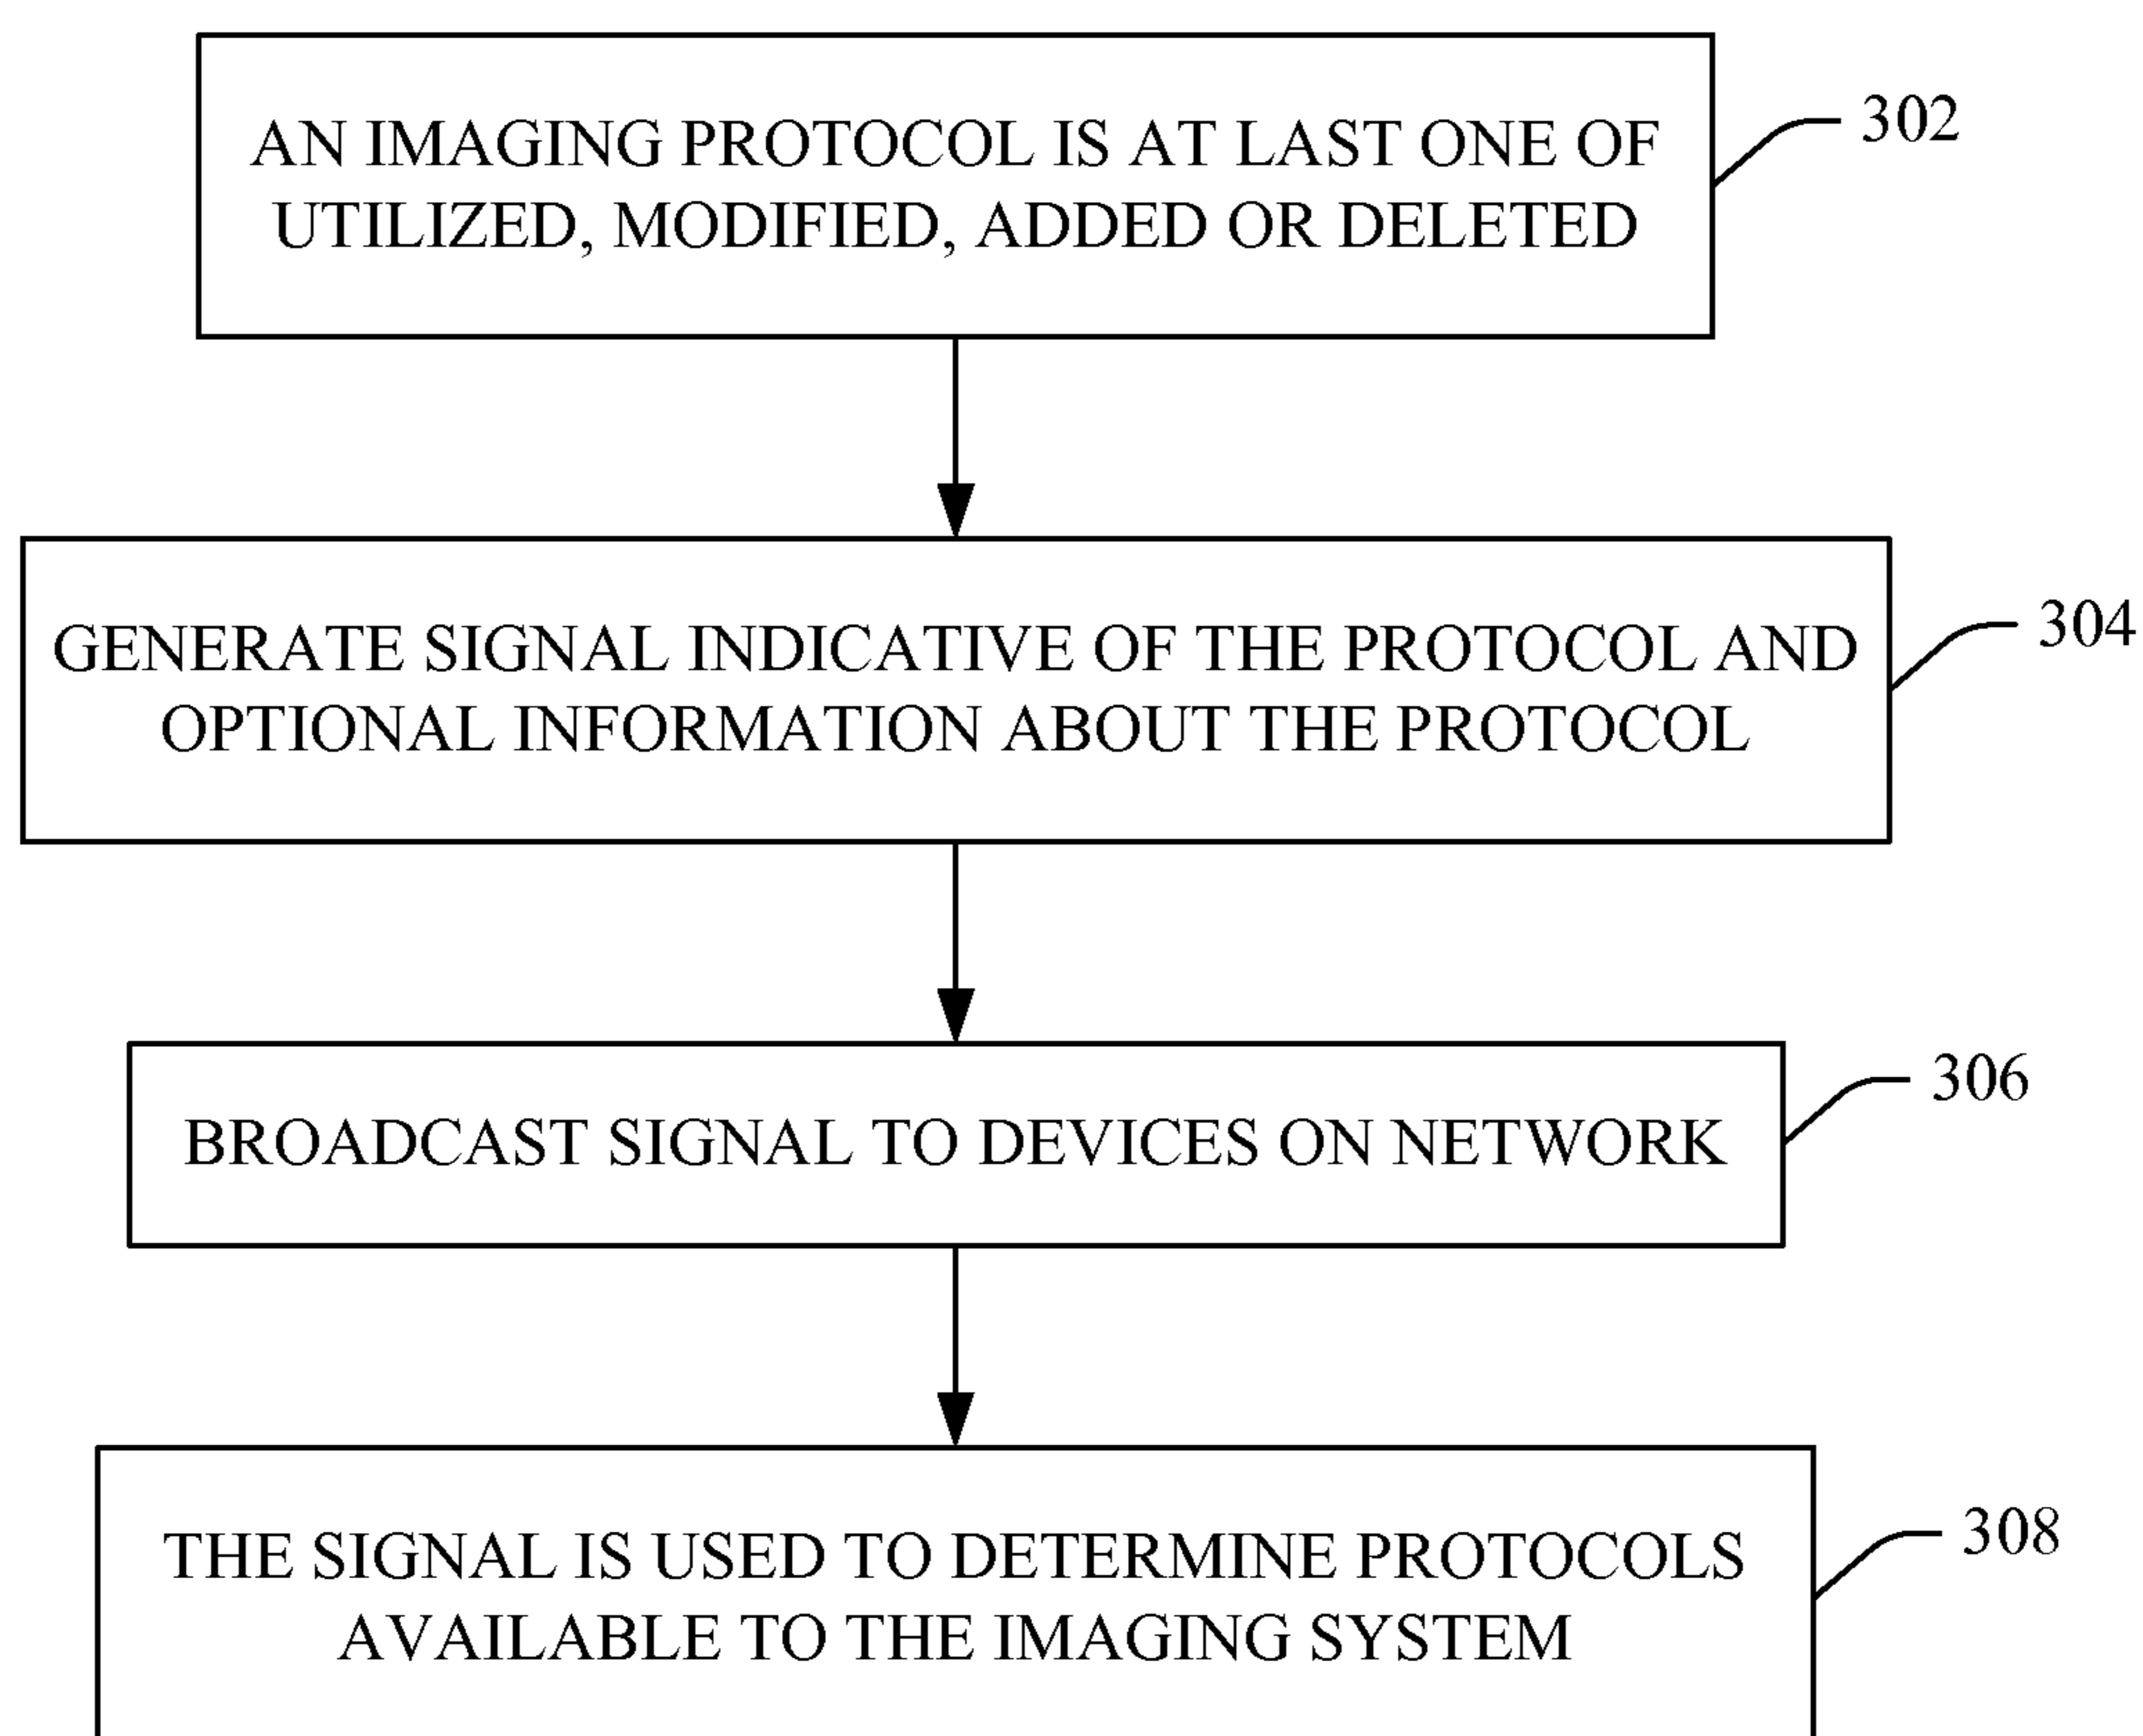 AN IMAGING PROTOCOL IS AT LAST ONE OF
UTILIZED, MODIFIED, ADDED OR DELETED
302
GENERATE SIGNAL INDICATIVE OF THE PROTOCOL AND
OPTIONAL INFORMATION ABOUT THE PROTOCOL
304
BROADCAST SIGNAL TO DEVICES ON NETWORK
306
THE SIGNAL IS USED TO DETERMINE PROTOCOLS
AVAILABLE TO THE IMAGING SYSTEM
308